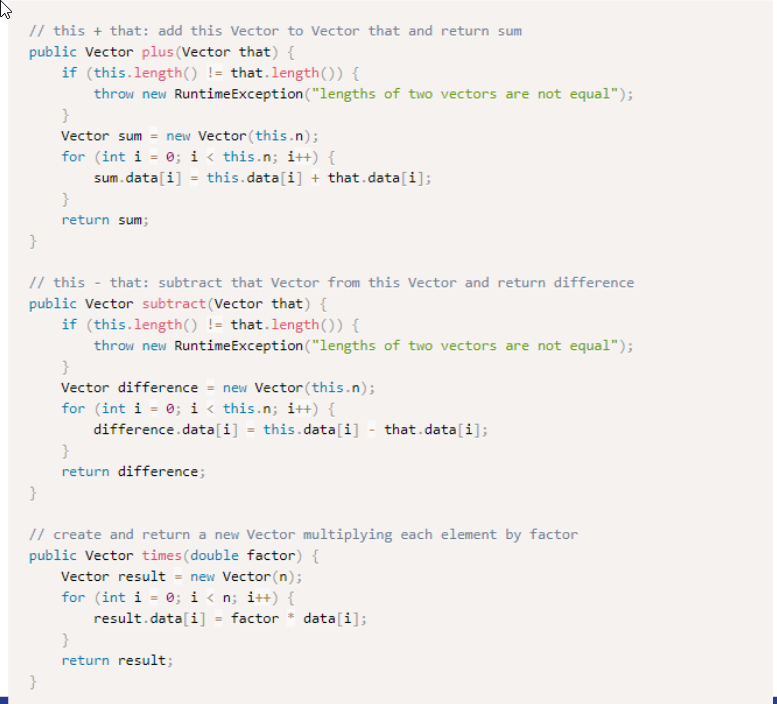 // this + that: add this Vector to Vector that and return sum
public Vector plus(Vector that) {
    if (this.length() != that.length()) {
        throw new RuntimeException("lengths of two vectors are not equal");
    }
    Vector sum = new Vector(this.n);
    for (int i = 0; i < this.n; i++) {
        sum.data[i] = this.data[i] + that.data[i];
    }
    return sum;
}

// this - that: subtract that Vector from this Vector and return difference
public Vector subtract(Vector that) {
    if (this.length() != that.length()) {
        throw new RuntimeException("lengths of two vectors are not equal");
    }
    Vector difference = new Vector(this.n);
    for (int i = 0; i < this.n; i++) {
        difference.data[i] = this.data[i] - that.data[i];
    }
    return difference;
}

// create and return a new Vector multiplying each element by factor
public Vector times(double factor) {
    Vector result = new Vector(n);
    for (int i = 0; i < n; i++) {
        result.data[i] = factor * data[i];
    }
    return result;
}